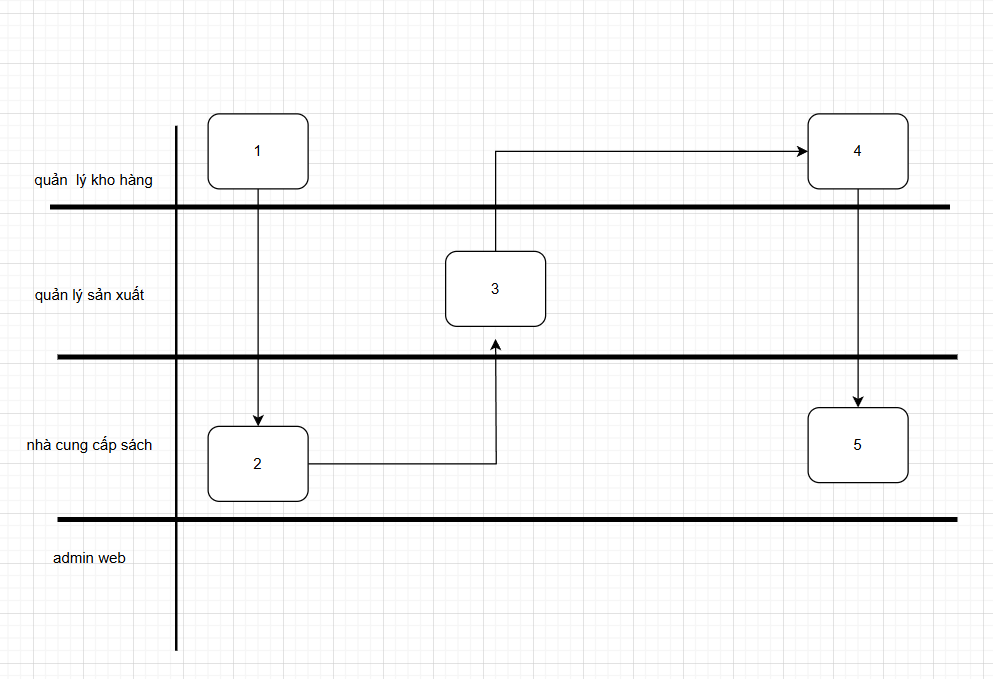 1
4
quản lý kho hàng
3
quản lý sản xuất
nhà cung cấp sách
2
5
admin web